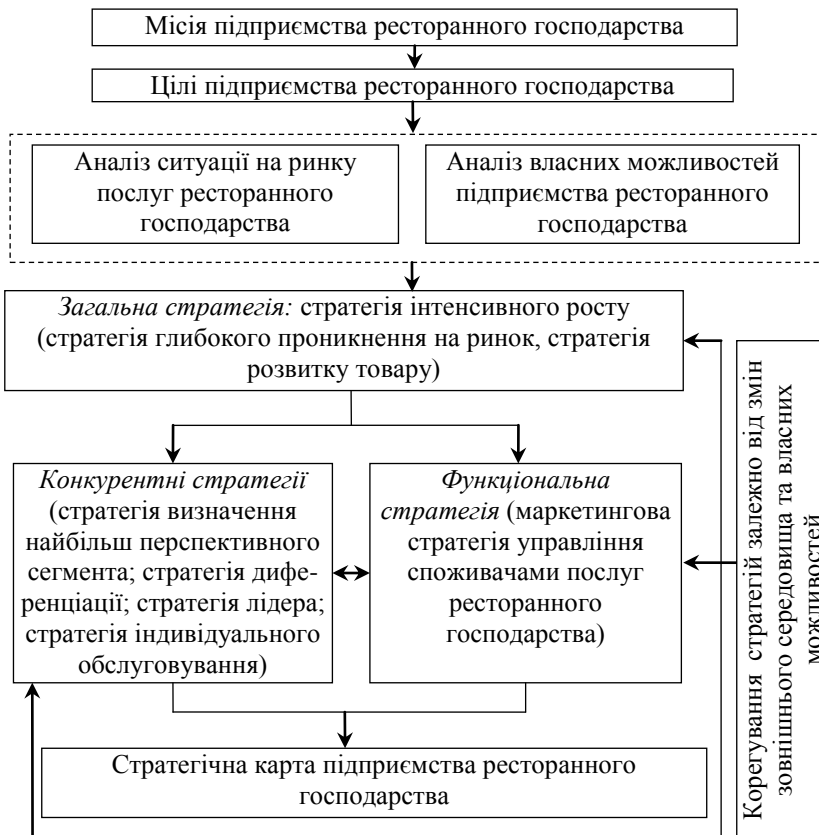 Місія підприємства ресторанного господарства
Цілі підприємства ресторанного господарства
Аналіз ситуації на ринку
послуг ресторанного
господарства
Аналіз власних можливостей
підприємства ресторанного
господарства
Загальна стратегія: стратегія інтенсивного росту
(стратегія глибокого проникнення на ринок, стратегія
розвитку товару)
Конкурентні стратегії
(стратегія визначення
найбільш перспективного
сегмента; стратегія дифе-
ренціації; стратегія лідера;
стратегія індивідуального
обслуговування)
Функціональна
стратегія (маркетингова
стратегія управління
споживачами послуг
ресторанного
господарства)
Корегування стратегій залежно від змін
зовнішнього середовища та власних
можливостей
Стратегічна карта підприємства ресторанного
господарства